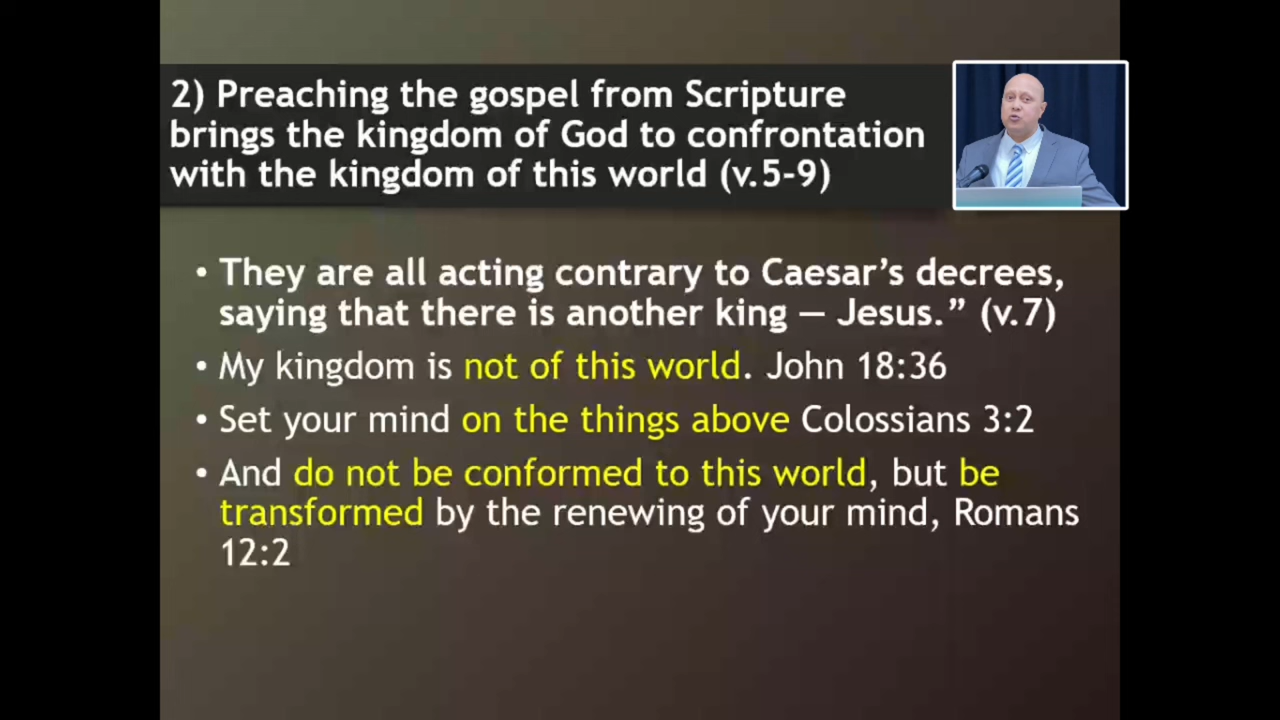 2) Preaching the gospel from Scripture
brings the kingdom of God to confrontation
with the kingdom of this world (v.5-9)
• They are all acting contrary to Caesar’s decrees,
saying that there is another king — Jesus.” (v.7)
• My kingdom is not of this world. John 18:36
• Set your mind on the things above Colossians 3:2
• And do not be conformed to this world, but be
transformed by the renewing of your mind, Romans
12:2